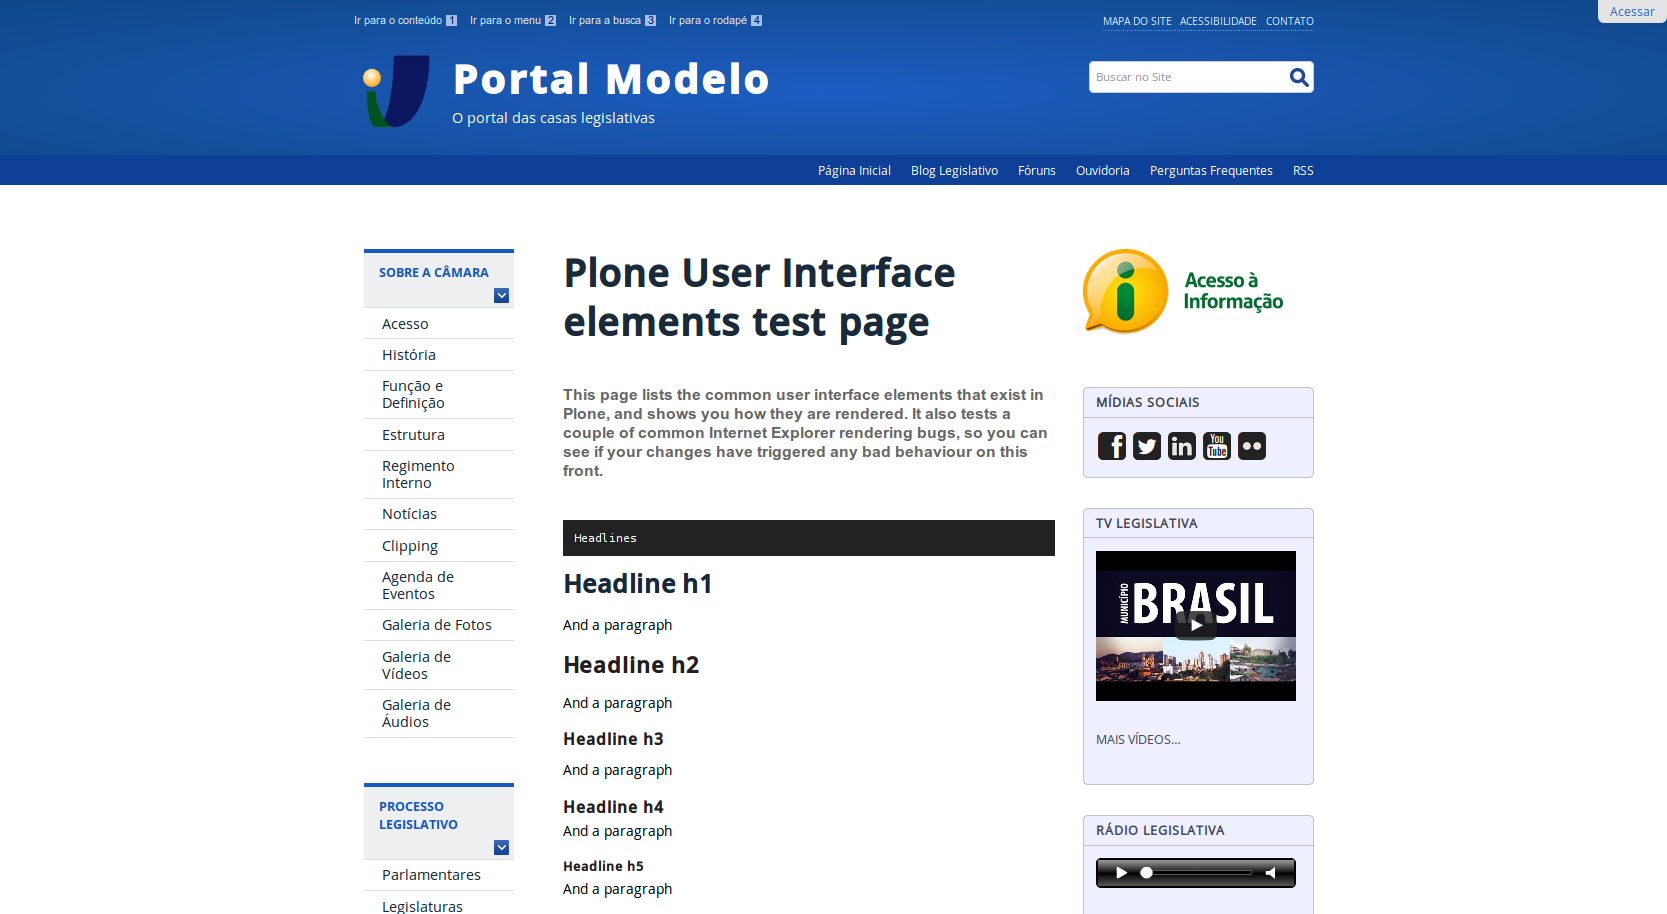 Ir para o conteúdo 1 Ir para o menu 2 Ir para a busca 3 Ir para o rodapé 4
MAPA DO SITE ACESSIBILIDADE CONTATO
Acessar
Portal Modelo
O portal das casas legislativas
Buscar no Site
Página Inicial Blog Legislativo Fóruns Ouvidoria Perguntas Frequentes RSS
SOBRE A CÂMARA
Acesso
História
Função e
Definição
Estrutura
Regimento
Interno
Notícias
Clipping
Agenda de
Eventos
Galeria de Fotos
Galeria de
Vídeos
Galeria de
Áudios
PROCESSO
LEGISLATIVO
Parlamentares
Legislaturas
Plone User Interface
elements test page
This page lists the common user interface elements that exist in
Plone, and shows you how they are rendered. It also tests a
couple of common Internet Explorer rendering bugs, so you can
see if your changes have triggered any bad behaviour on this
front.
Headlines
Headline h1
And a paragraph
Headline h2
And a paragraph
Headline h3
And a paragraph
Headline h4
And a paragraph
Headline h5
And a paragraph
Acesso à
Informação
MÍDIAS SOCIAIS
You
Tube
TV LEGISLATIVA
MUNICÍPIO
BRASIL
MAIS VÍDEOS...
RÁDIO LEGISLATIVA